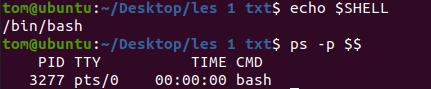 tom@ubuntu:~/Desktop/les 1 txt$ echo $SHELL
/bin/bash
tom@ubuntu:~/Desktop/les 1 txt$ ps -p $$
    PID TTY          TIME CMD
   3277 pts/0    00:00:00 bash